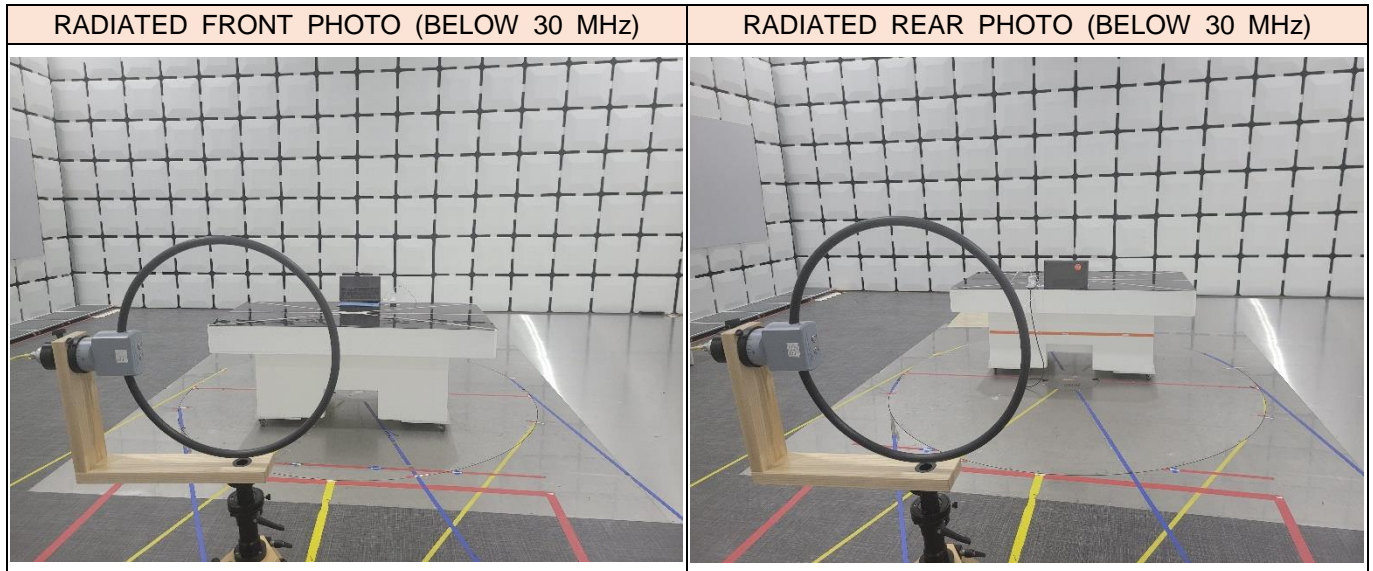 RADIATED FRONT PHOTO (BELOW 30 MHz)
RADIATED REAR PHOTO (BELOW 30 MHz)